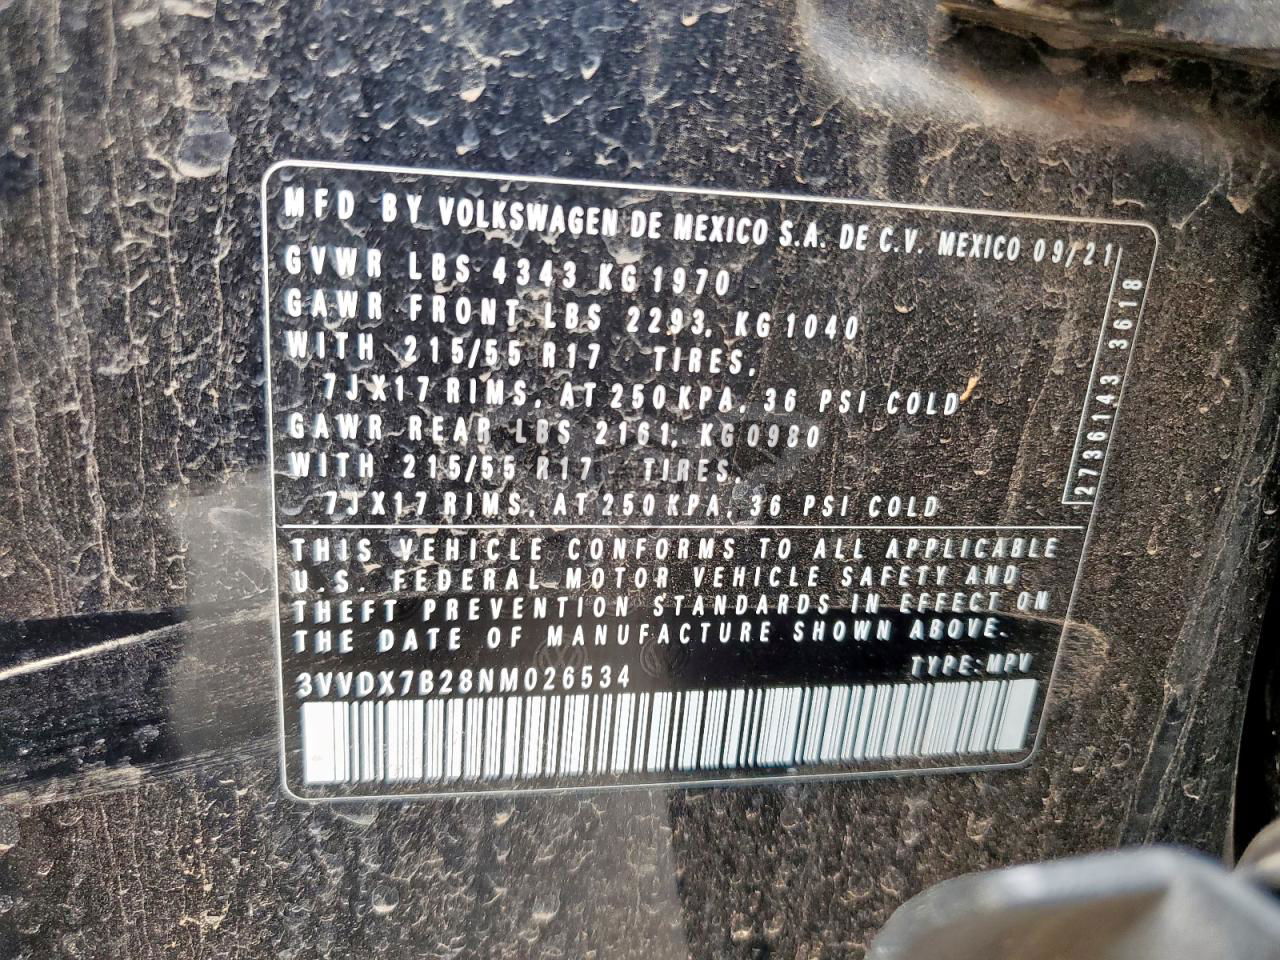 MFD BY VOLKSWAGEN DE MEXICO S.A. DE C.V. MEXICO 09/21
GVWR LBS 4343 KG 1970
GAWR FRONT LBS 2293, KG 1040
WITH 215/55 R17 TIRES,
7JX17 RIMS, AT 250 KPA, 36 PSI COLD
GAWR REAR LBS 2161, KG 0980
WITH 215/55 R17 TIRES,
7JX17 RIMS, AT 250 KPA, 36 PSI COLD
2736143 3618
THIS VEHICLE CONFORMS TO ALL APPLICABLE
U.S. FEDERAL MOTOR VEHICLE SAFETY AND
THEFT PREVENTION STANDARDS IN EFFECT ON
THE DATE OF MANUFACTURE SHOWN ABOVE.
3VVDX7B28NM026534 TYPE: MPV